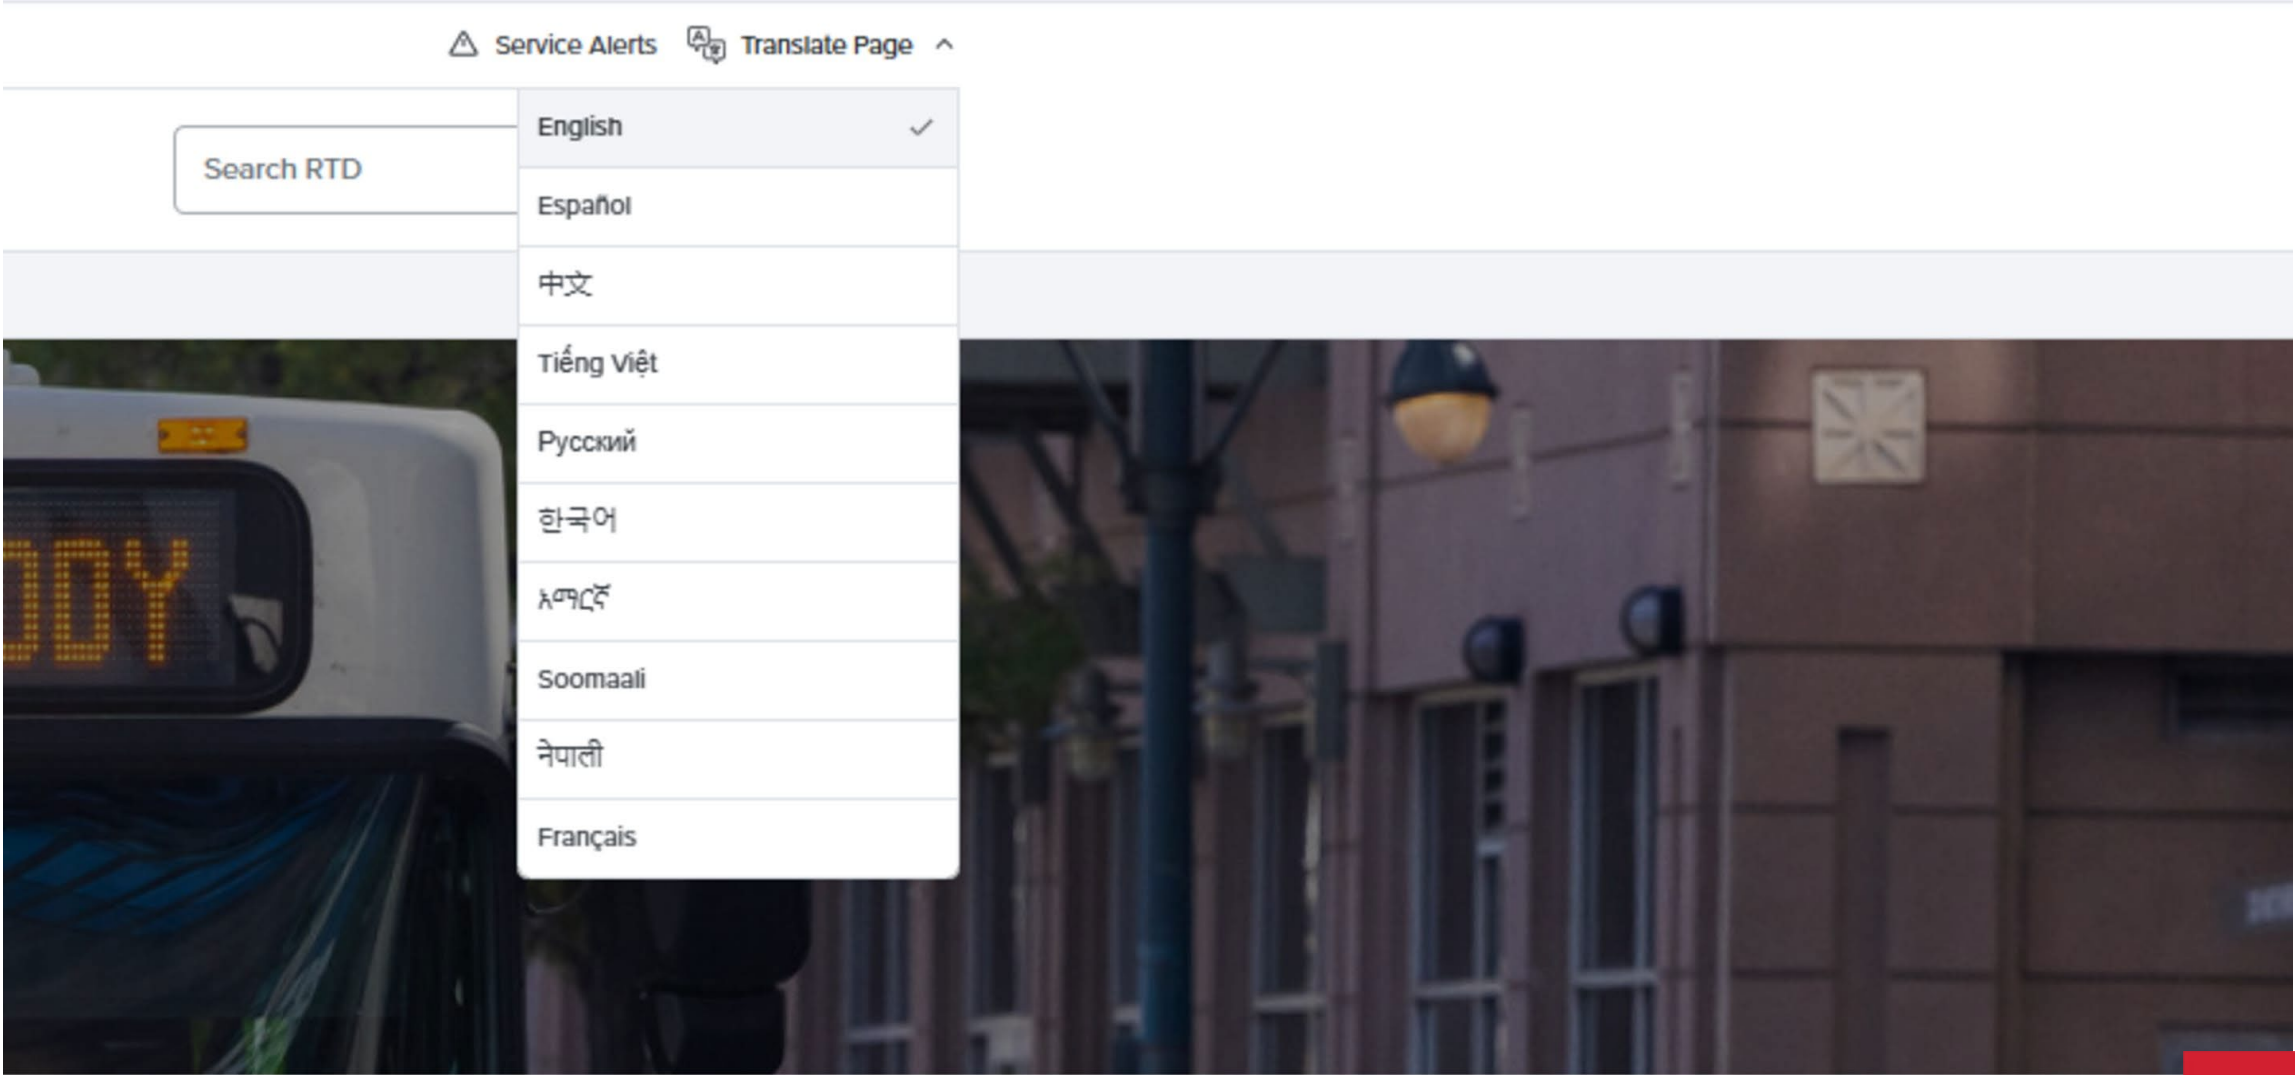 Service Alerts
Translate Page
Search RTD
English
Español
中文
Tiếng Việt
Русский
한국어
አማርኛ
Soomaali
नेपाली
Français